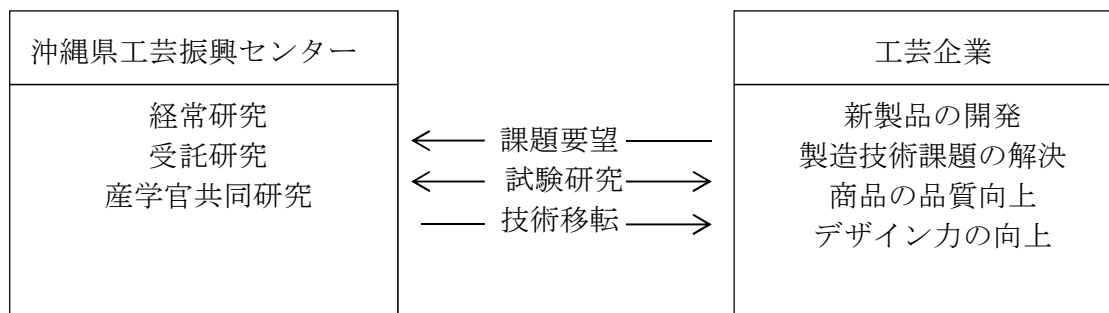 沖縄県工芸振興センター
経常研究
受託研究
産学官共同研究
課題要望
試験研究
技術移転
工芸企業
新製品の開発
製造技術課題の解決
商品の品質向上
デザイン力の向上